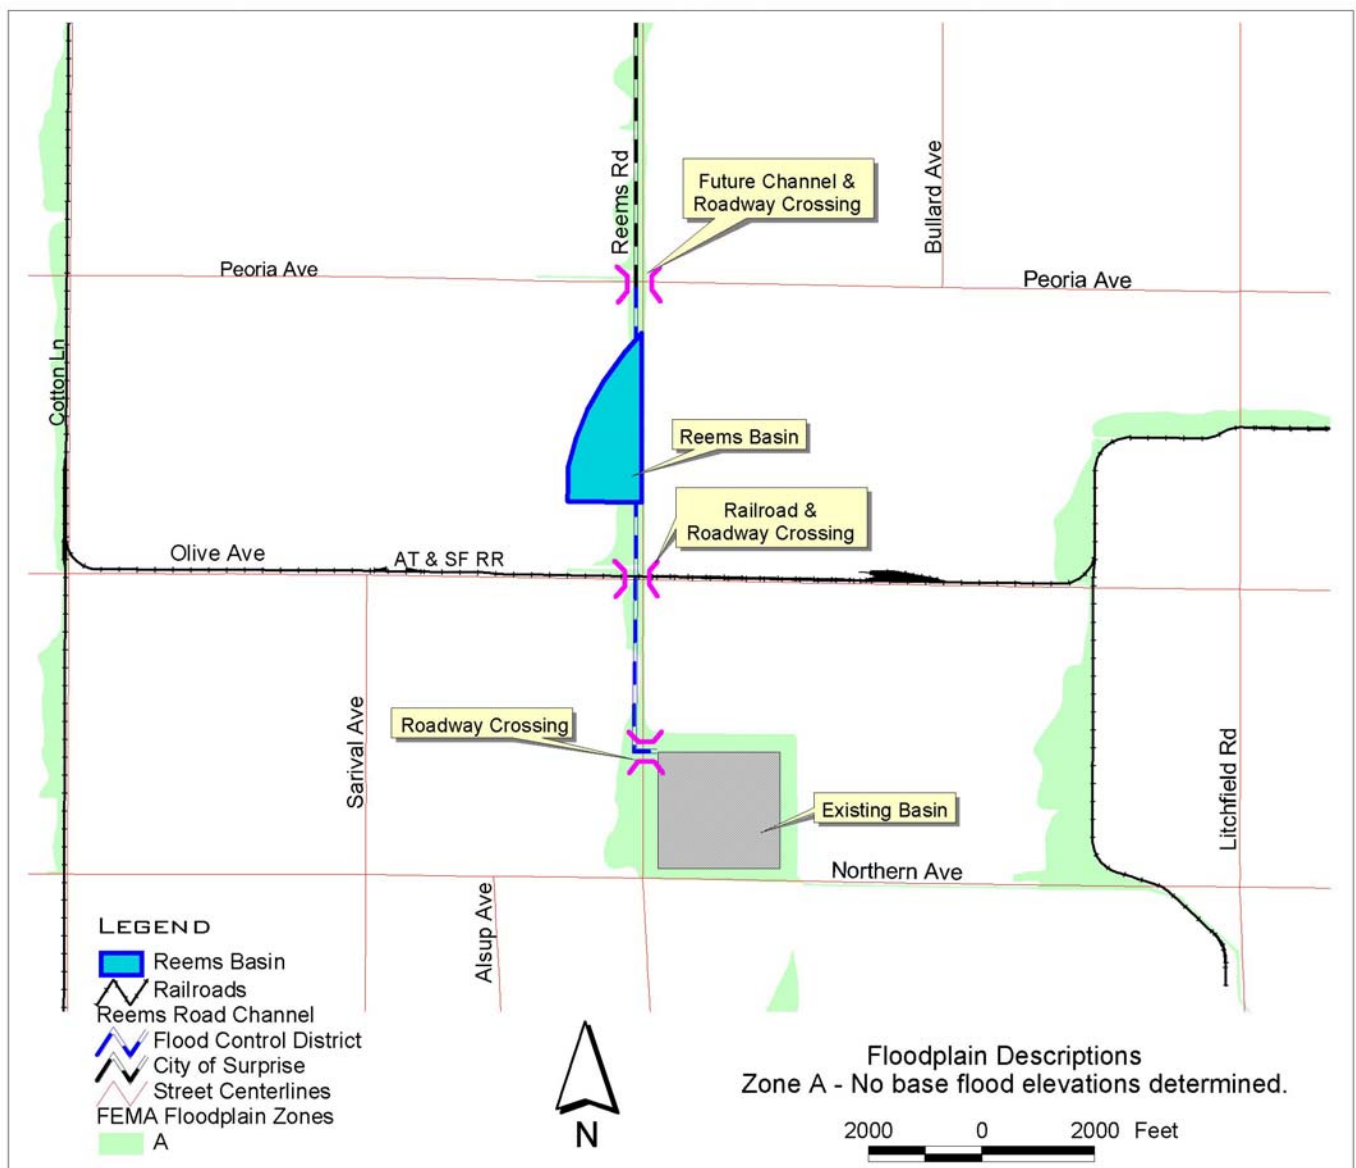 Reems Rd
Bullard Ave
Future Channel &
Roadway Crossing
Peoria Ave
Peoria Ave
Cotton Ln
Reems Basin
Railroad &
Roadway Crossing
Olive Ave
AT & SF RR
Sarival Ave
Roadway Crossing
Litchfield Rd
Existing Basin
Northern Ave
Alsup Ave
LEGEND
Reems Basin
Railroads
Reems Road Channel
Flood Control District
City of Surprise
Street Centerlines
FEMA Floodplain Zones
A
N
Floodplain Descriptions
Zone A - No base flood elevations determined.
2000 0 2000 Feet